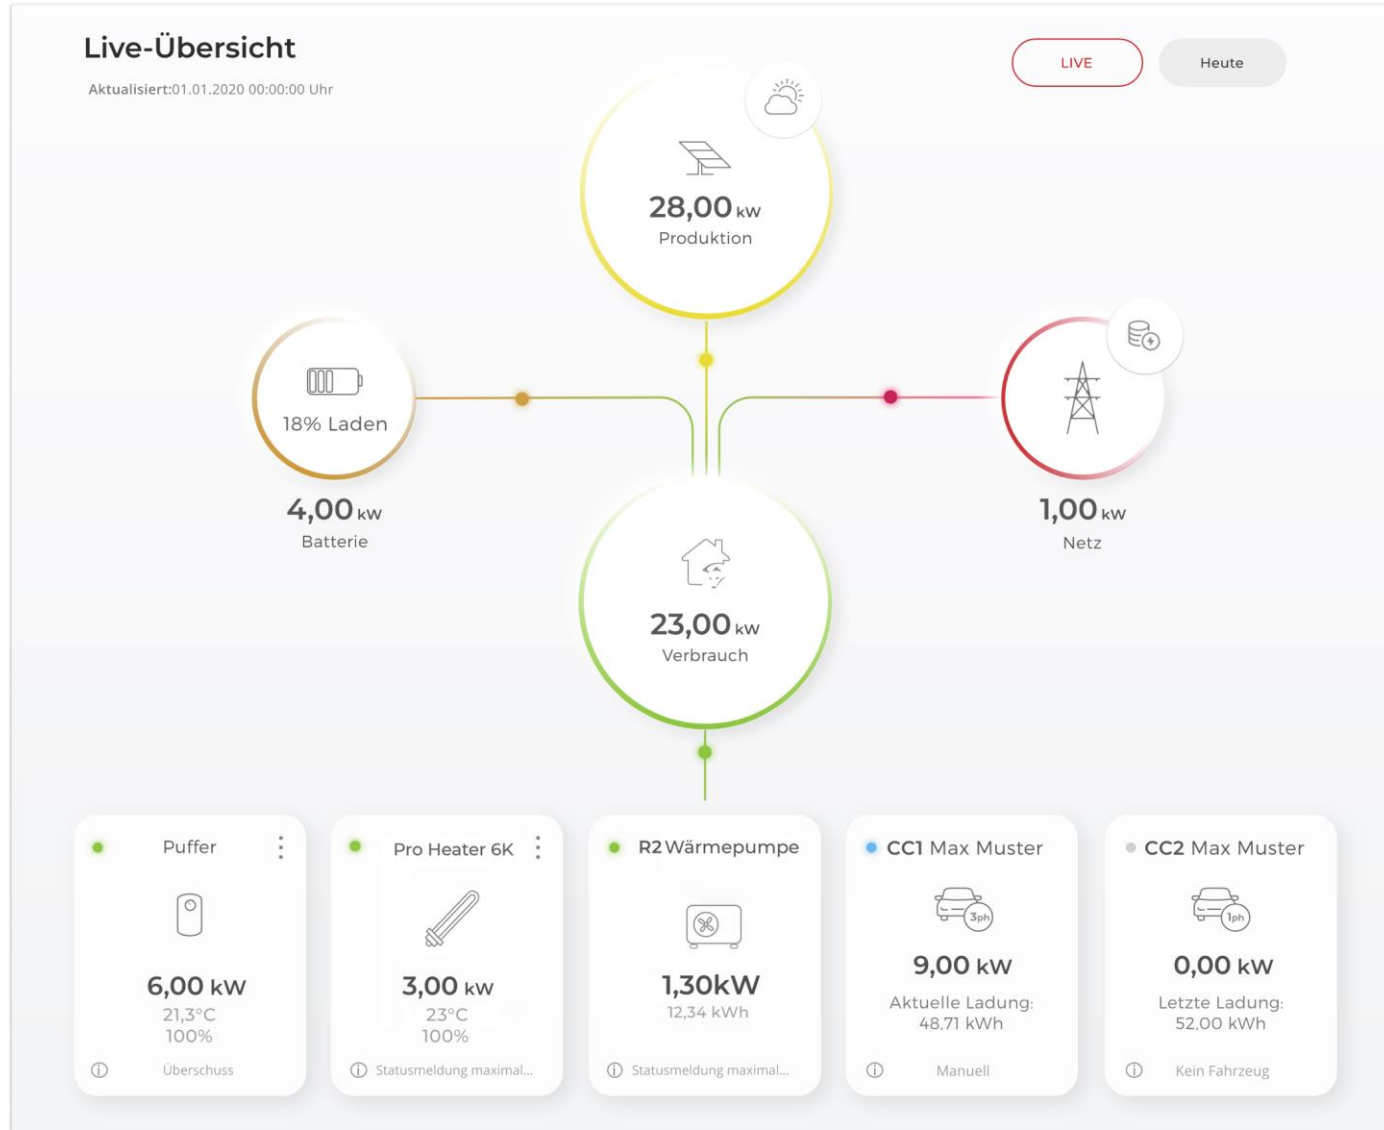 Live-Übersicht
Aktualisiert:01.01.2020 00:00:00 Uhr
LIVE
Heute
28,00 kW
Produktion
18% Laden
4,00 kW
Batterie
1,00 kW
Netz
23,00 kW
Verbrauch
Puffer
6,00 kW
21,3°C
100%
Überschuss
Pro Heater 6K
3,00 kW
23°C
100%
Statusmeldung maximal...
R2 Wärmepumpe
1,30kW
12,34 kWh
Statusmeldung maximal...
CC1 Max Muster
3ph
9,00 kW
Aktuelle Ladung:
48,71 kWh
Manuell
CC2 Max Muster
1ph
0,00 kW
Letzte Ladung:
52,00 kWh
Kein Fahrzeug